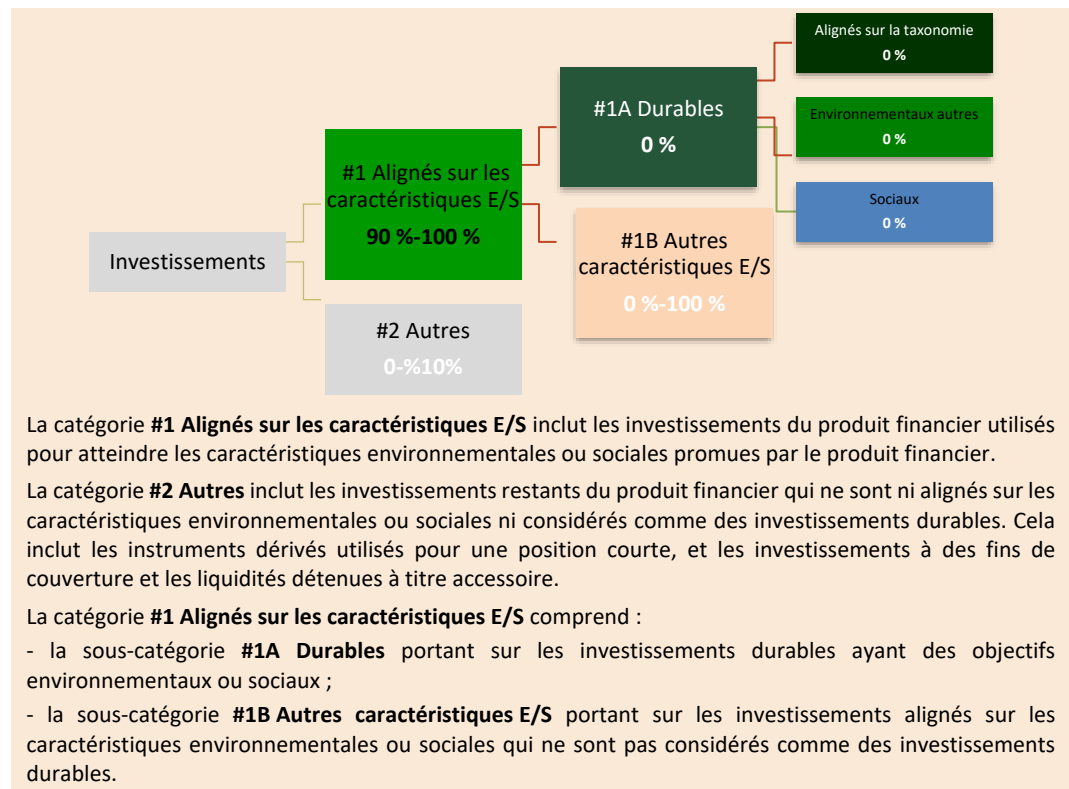 Alignés sur la taxonomie
0 %
#1A Durables
0 %
Environnementaux autres
0 %
#1 Alignés sur les
caractéristiques E/S
90 %-100 %
Sociaux
0 %
#1B Autres
caractéristiques E/S
0 %-100 %
Investissements
#2 Autres
0-%10%
La catégorie #1 Alignés sur les caractéristiques E/S inclut les investissements du produit financier utilisés
pour atteindre les caractéristiques environnementales ou sociales promues par le produit financier.
La catégorie #2 Autres inclut les investissements restants du produit financier qui ne sont ni alignés sur les
caractéristiques environnementales ou sociales ni considérés comme des investissements durables. Cela
inclut les instruments dérivés utilisés pour une position courte, et les investissements à des fins de
couverture et les liquidités détenues à titre accessoire.
La catégorie #1 Alignés sur les caractéristiques E/S comprend :
- la sous-catégorie #1A Durables portant sur les investissements durables ayant des objectifs
environnementaux ou sociaux ;
- la sous-catégorie #1B Autres caractéristiques E/S portant sur les investissements alignés sur les
caractéristiques environnementales ou sociales qui ne sont pas considérés comme des investissements
durables.